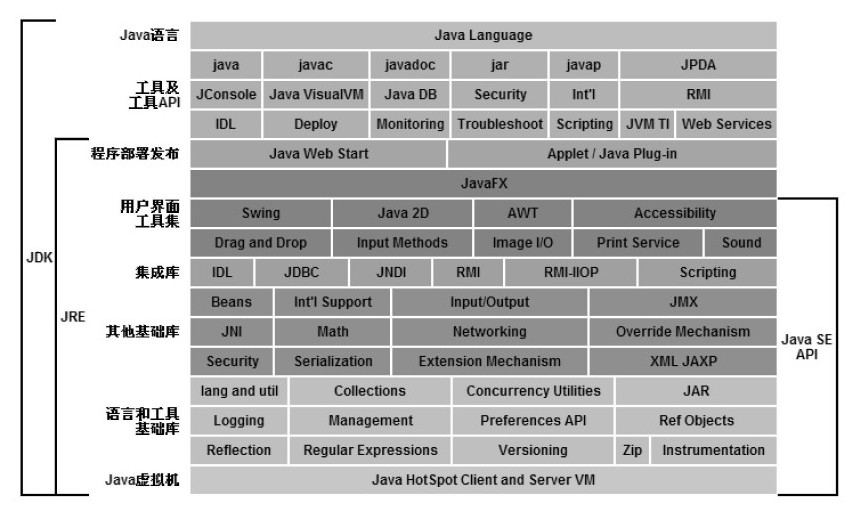 Java语言 Java Language
java javac javadoc jar javap JPDA
工具及
工具API
JConsole Java VisualVM Java DB Security Int'l RMI
IDL Deploy Monitoring Troubleshoot Scripting JVM TI Web Services
程序部署发布 Java Web Start Applet / Java Plug-in
JavaFX
用户界面
工具集
Swing Java 2D AWT Accessibility
Drag and Drop Input Methods Image I/O Print Service Sound
JDK
集成库 IDL JDBC JNDI RMI RMI-IIOP Scripting
Beans Int'l Support Input/Output JMX
JRE
其他基础库 JNI Math Networking Override Mechanism
Java SE
API
Security Serialization Extension Mechanism XML JAXP
lang and util Collections Concurrency Utilities JAR
语言和工具
基础库
Logging Management Preferences API Ref Objects
Reflection Regular Expressions Versioning Zip Instrumentation
Java虚拟机 Java HotSpot Client and Server VM